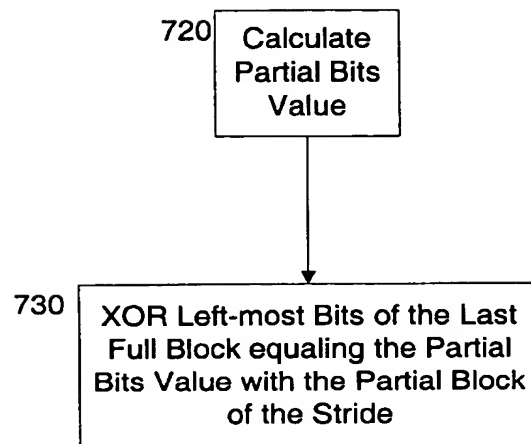 720
Calculate
Partial Bits
Value
730
XOR Left-most Bits of the Last
Full Block equaling the Partial
Bits Value with the Partial Block
of the Stride